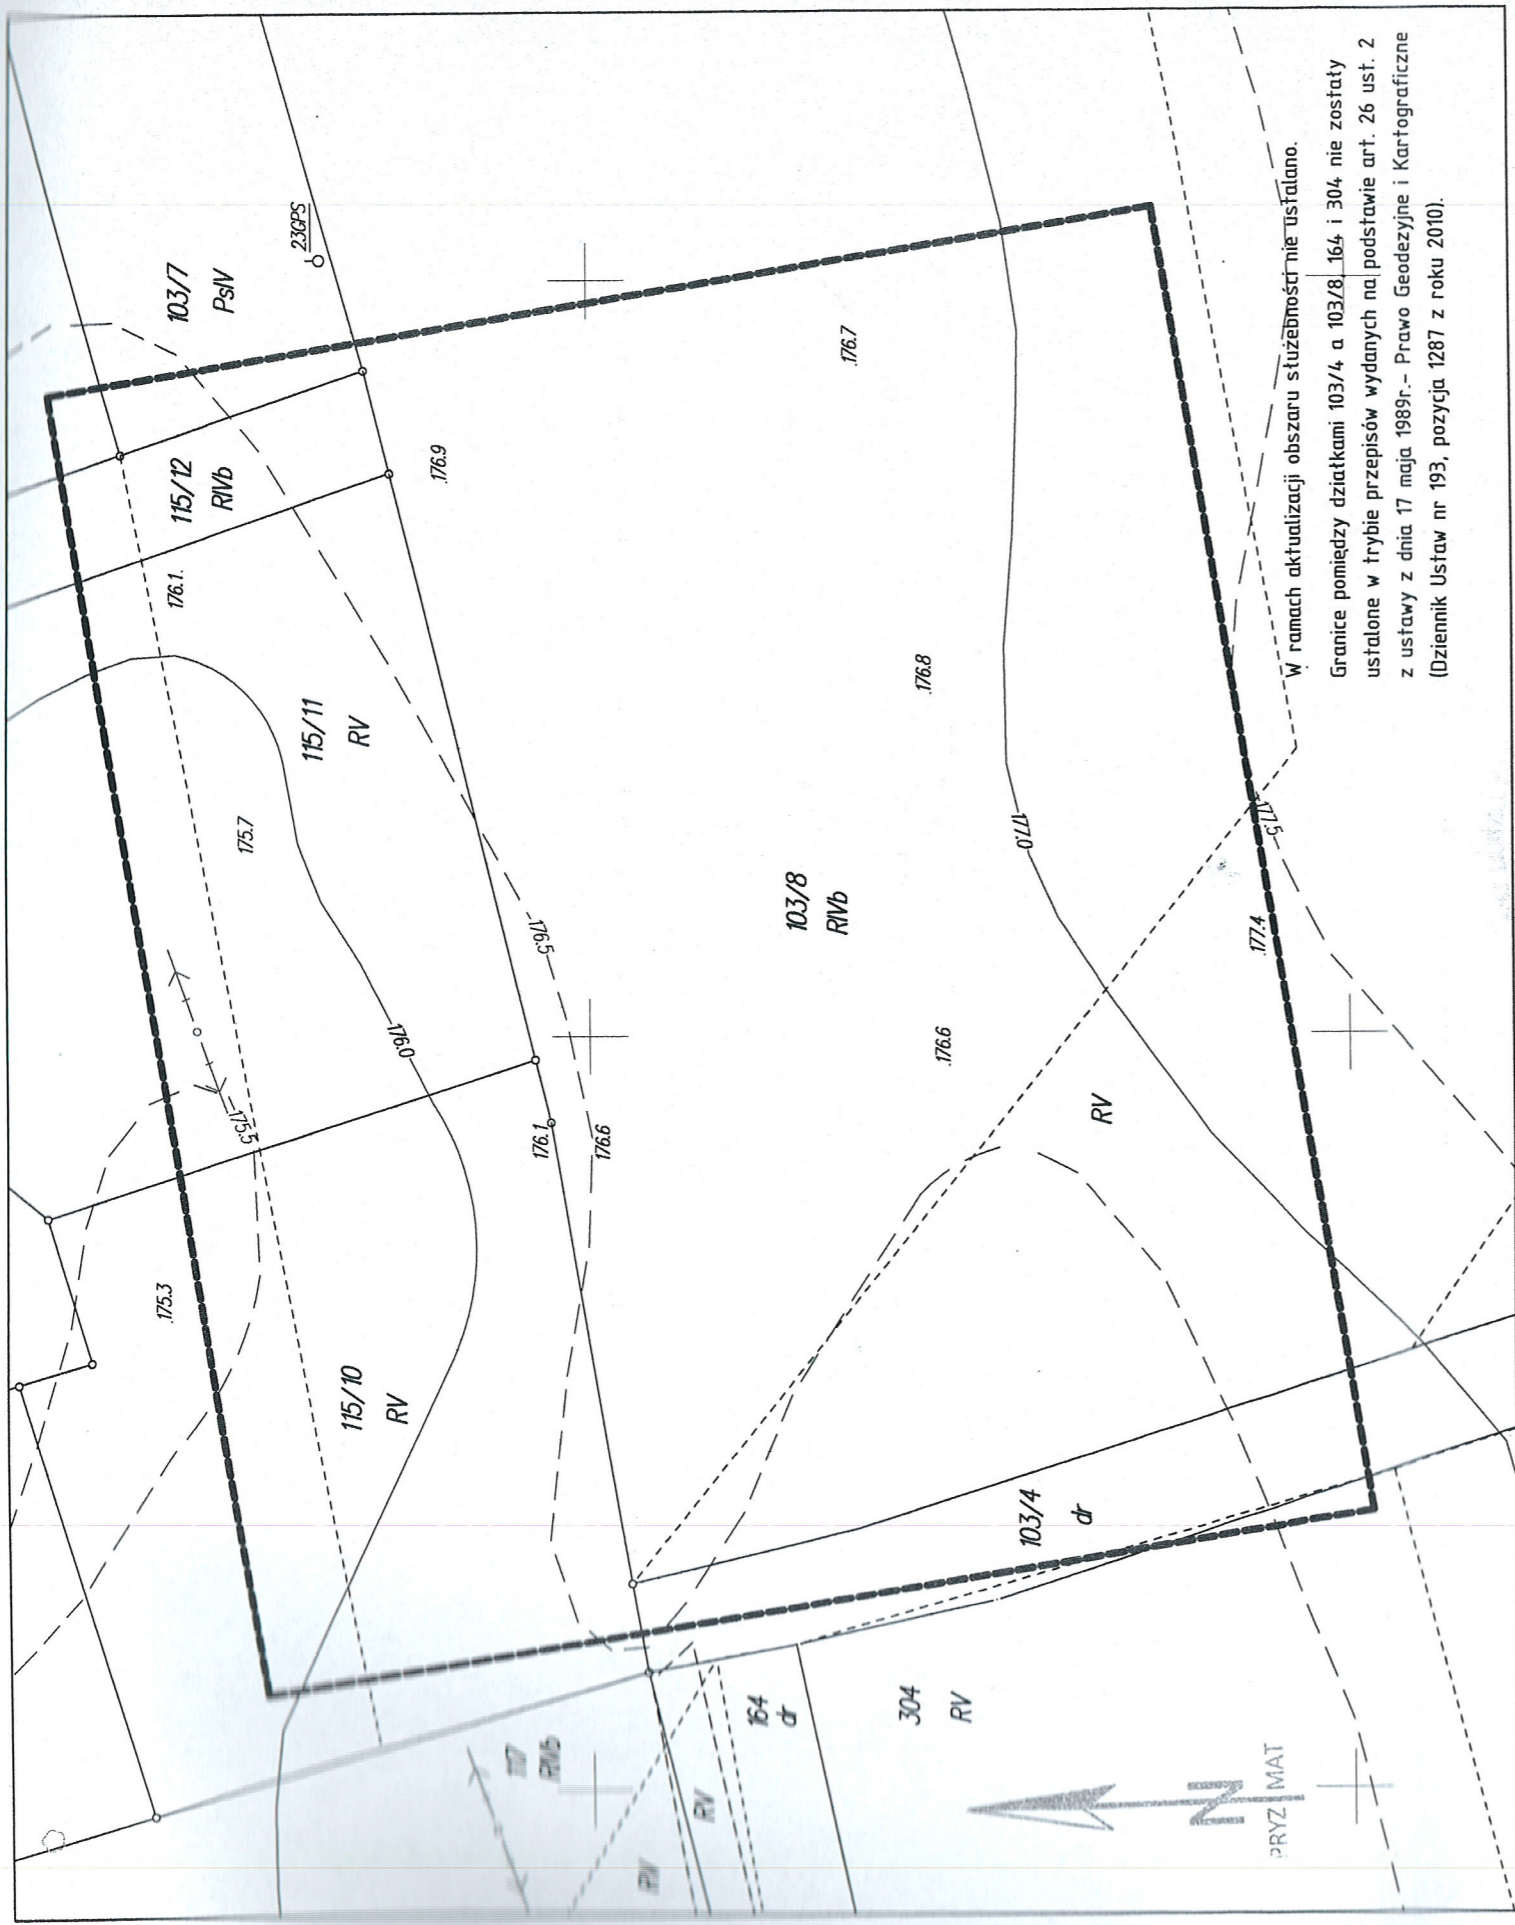 103/7
PsIV
23GPS
115/12
RIVb
176.1.
.176.9
.176.7
115/11
RV
175.7
.176.8
176.5
103/8
RIVb
177.0
177.5
.177.4
176.0
175.5
176.1
.176.6
.176.6
RV
.175.3
115/10
RV
103/4
dr
164
dr
304
RV
117
RIVb
RV
RV
N
PRYZMAT
W ramach aktualizacji obszaru służebności nie ustalano.
Granice pomiędzy działkami 103/4 a 103/8, 164 i 304 nie zostały
ustalone w trybie przepisów wydanych na podstawie art. 26 ust. 2
z ustawy z dnia 17 maja 1989r.- Prawo Geodezyjne i Kartograficzne
(Dziennik Ustaw nr 193, pozycja 1287 z roku 2010).